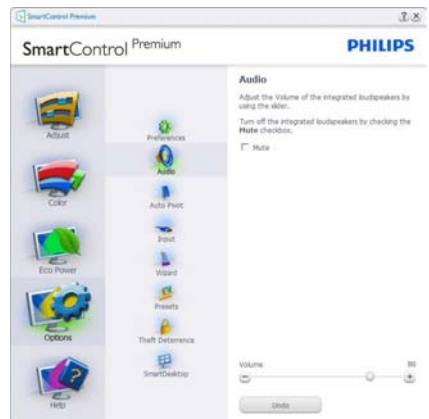 SmartControl Premium
SmartControl Premium
PHILIPS
Adjust
Color
Eco Power
Options
Help
Preferences
Audio
Auto Pivot
Input
Wizard
Presets
Theft Deterrence
SmartDesktop
Audio
Adjust the Volume of the integrated loudspeakers by
using the slider.
Turn off the integrated loudspeakers by checking the
Mute checkbox.
Mute
Volume
80
Undo